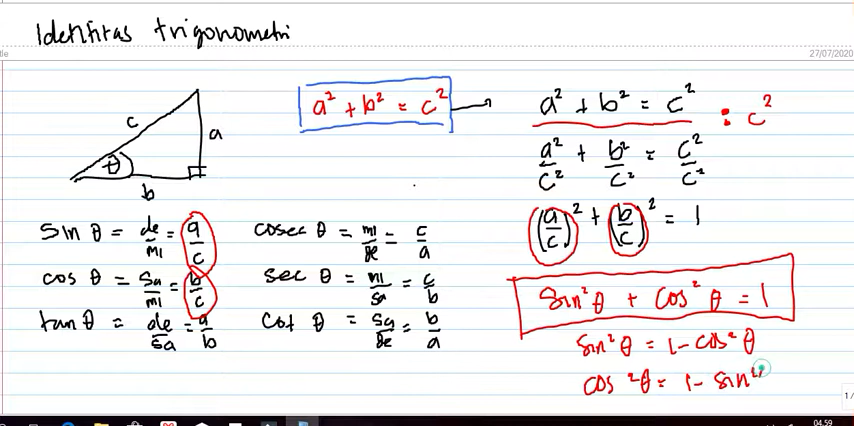 Identitas trigonometri
27/07/2020
a² + b² = c²
a² + b² = c² : c²
a²/c² + b²/c² = c²/c²
(a/c)² + (b/c)² = 1
c
a
θ
b
sin θ = de/mi = a/c
cosec θ = mi/de = c/a
cos θ = sa/mi = b/c
sec θ = mi/sa = c/b
tan θ = de/sa = a/b
cot θ = sa/de = b/a
sin² θ + cos² θ = 1
sin² θ = 1 - cos² θ
cos² θ = 1 - sin²
1/
04.59